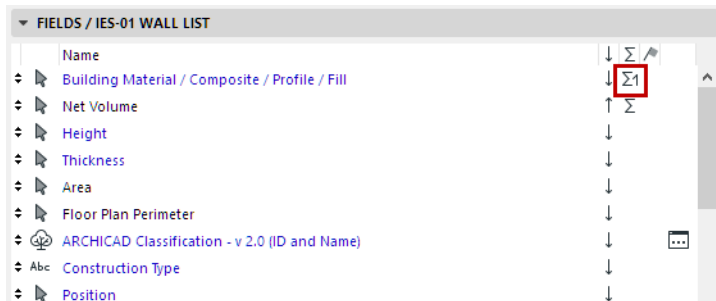 FIELDS / IES-01 WALL LIST
Name ↓ Σ
Building Material / Composite / Profile / Fill ↓ Σ1
Net Volume ↑ Σ
Height ↓
Thickness ↓
Area ↓
Floor Plan Perimeter ↓
ARCHICAD Classification - v 2.0 (ID and Name) ↓
Abc Construction Type ↓
Position ↓